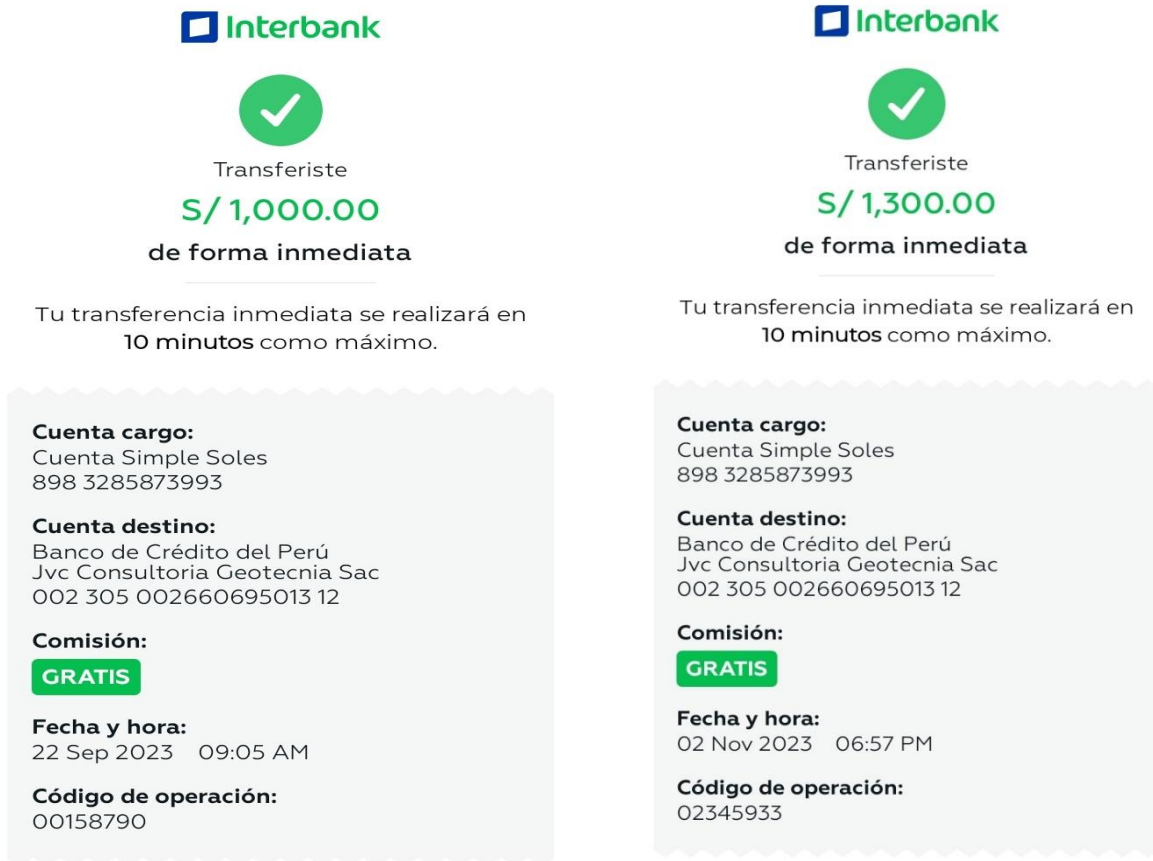 Interbank
Transferiste
S/ 1,000.00
de forma inmediata
Tu transferencia inmediata se realizará en
10 minutos como máximo.
Cuenta cargo:
Cuenta Simple Soles
898 3285873993
Cuenta destino:
Banco de Crédito del Perú
Jvc Consultoria Geotecnia Sac
002 305 002660695013 12
Comisión:
GRATIS
Fecha y hora:
22 Sep 2023 09:05 AM
Código de operación:
00158790
Interbank
Transferiste
S/ 1,300.00
de forma inmediata
Tu transferencia inmediata se realizará en
10 minutos como máximo.
Cuenta cargo:
Cuenta Simple Soles
898 3285873993
Cuenta destino:
Banco de Crédito del Perú
Jvc Consultoria Geotecnia Sac
002 305 002660695013 12
Comisión:
GRATIS
Fecha y hora:
02 Nov 2023 06:57 PM
Código de operación:
02345933